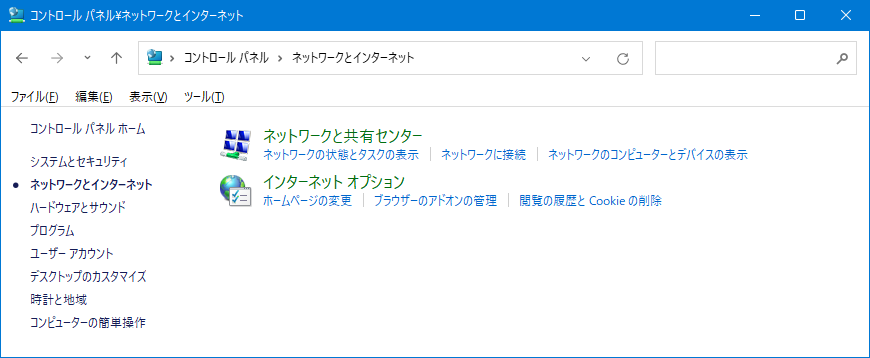 コントロール パネル¥ネットワークとインターネット
コントロール パネル ネットワークとインターネット
ファイル(F) 編集(E) 表示(V) ツール(T)
コントロール パネル ホーム
システムとセキュリティ
ネットワークとインターネット
ハードウェアとサウンド
プログラム
ユーザー アカウント
デスクトップのカスタマイズ
時計と地域
コンピューターの簡単操作
ネットワークと共有センター
ネットワークの状態とタスクの表示 ネットワークに接続 ネットワークのコンピューターとデバイスの表示
インターネット オプション
ホームページの変更 ブラウザーのアドオンの管理 閲覧の履歴と Cookie の削除